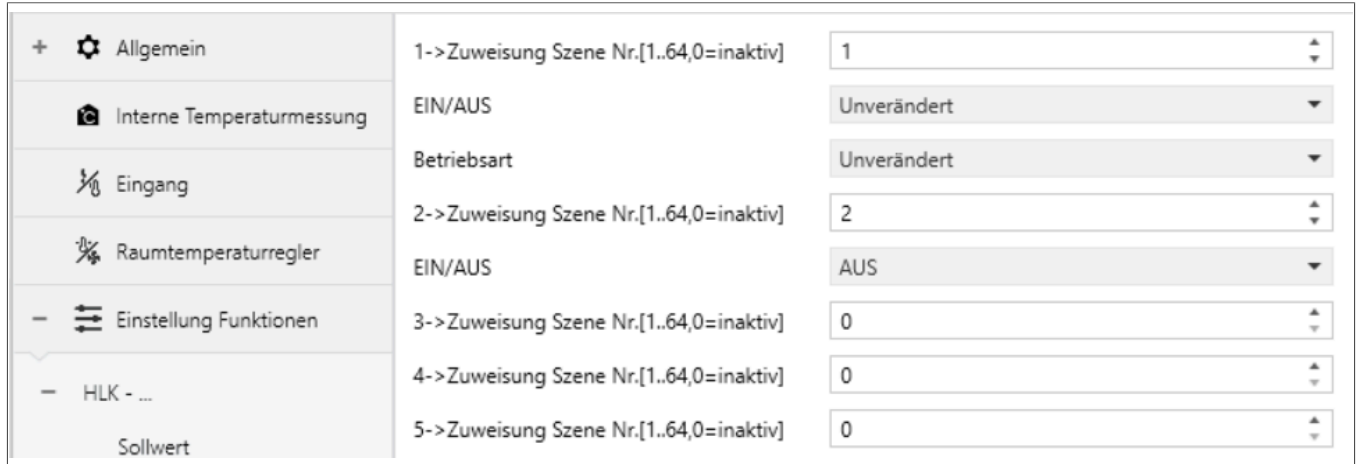 + Allgemein
Interne Temperaturmessung
Eingang
Raumtemperaturregler
− Einstellung Funktionen
− HLK - ...
Sollwert
1->Zuweisung Szene Nr.[1..64,0=inaktiv] 1
EIN/AUS Unverändert
Betriebsart Unverändert
2->Zuweisung Szene Nr.[1..64,0=inaktiv] 2
EIN/AUS AUS
3->Zuweisung Szene Nr.[1..64,0=inaktiv] 0
4->Zuweisung Szene Nr.[1..64,0=inaktiv] 0
5->Zuweisung Szene Nr.[1..64,0=inaktiv] 0